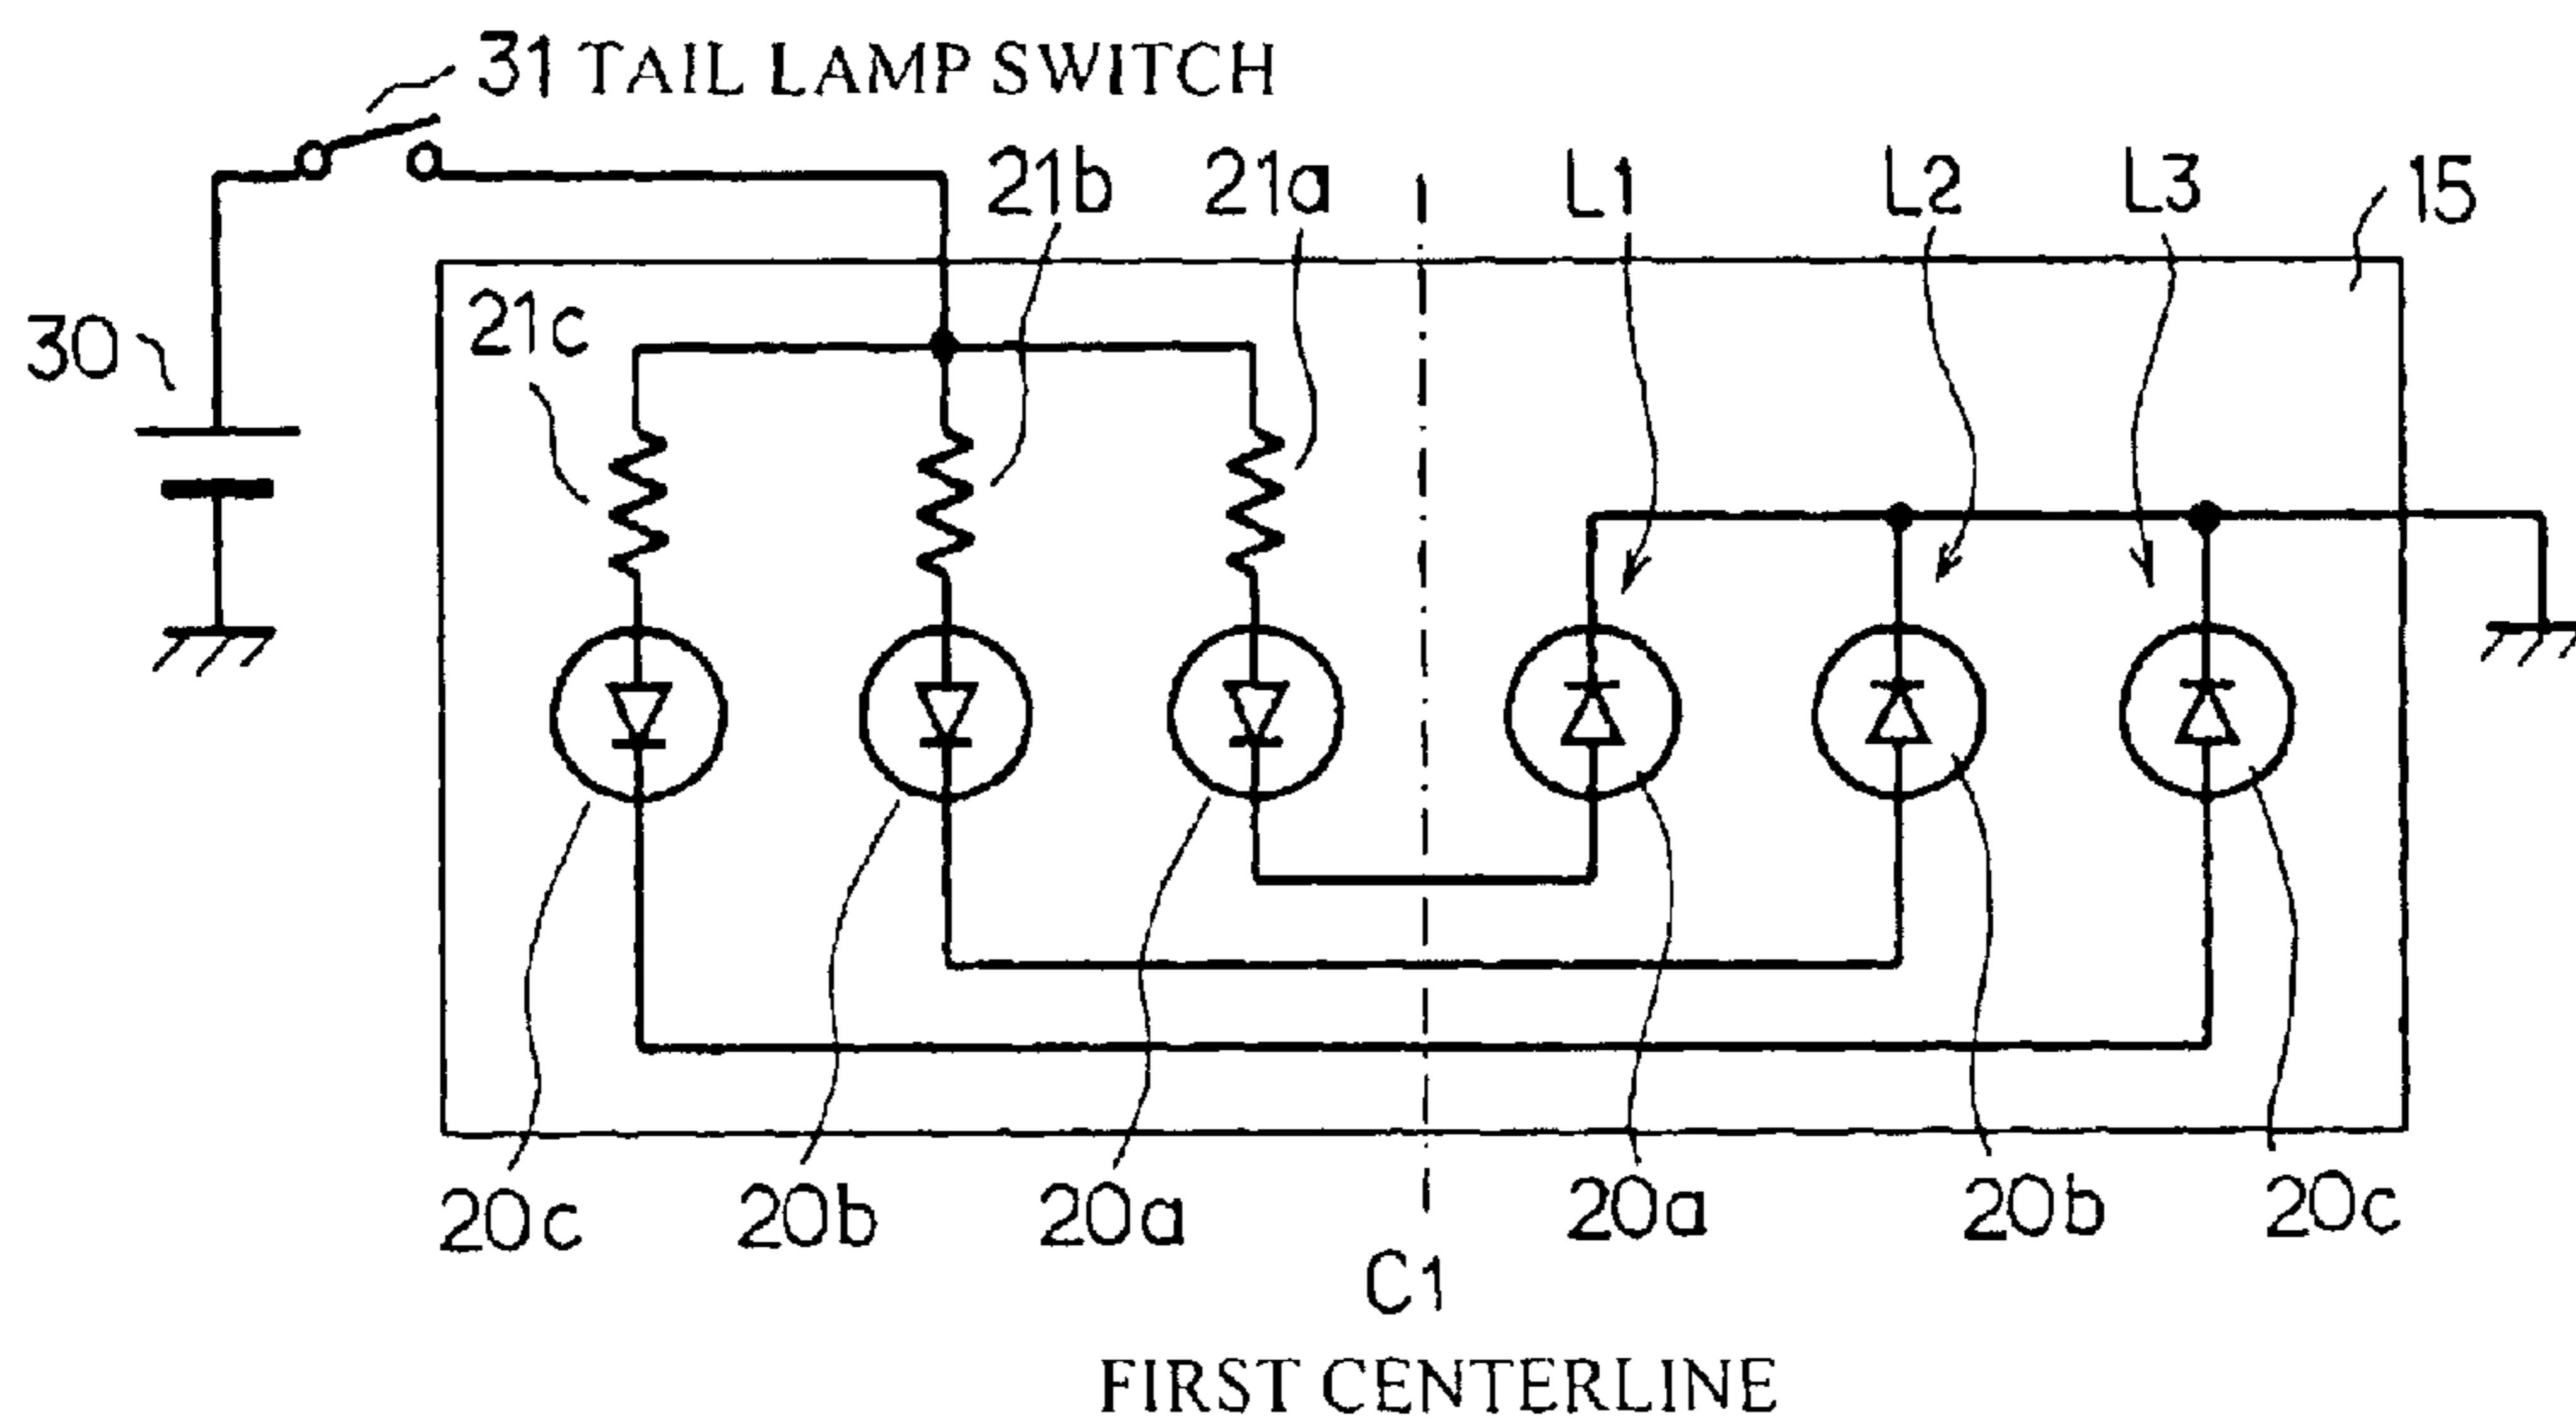 31 TAIL LAMP SWITCH
21b 21a L1 L2 L3 15
30 21c
20c 20b 20a 20a 20b 20c
C1
FIRST CENTERLINE